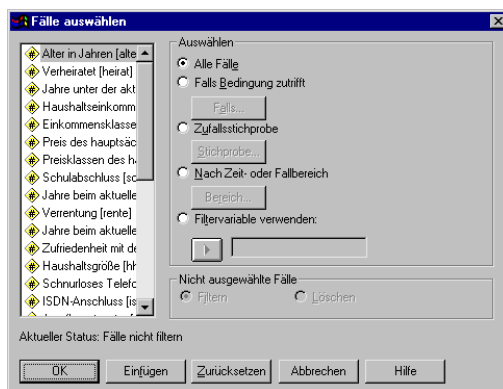 Fälle auswählen
Alter in Jahren [alte
Verheiratet [heirat]
Jahre unter der akt
Haushaltseinkomm
Einkommensklasse
Preis des hauptsäc
Preisklassen des ha
Schulabschluss [sc
Jahre beim aktuelle
Verrentung [rente]
Jahre beim aktuelle
Zufriedenheit mit de
Haushaltsgröße [hh
Schnurloses Telefo
ISDN-Anschluss [is
Auswählen
Alle Fälle
Falls Bedingung zutrifft
Falls...
Zufallsstichprobe
Stichprobe...
Nach Zeit- oder Fallbereich
Bereich...
Filtervariable verwenden:
Nicht ausgewählte Fälle
Filtern
Löschen
Aktueller Status: Fälle nicht filtern
OK
Einfügen
Zurücksetzen
Abbrechen
Hilfe